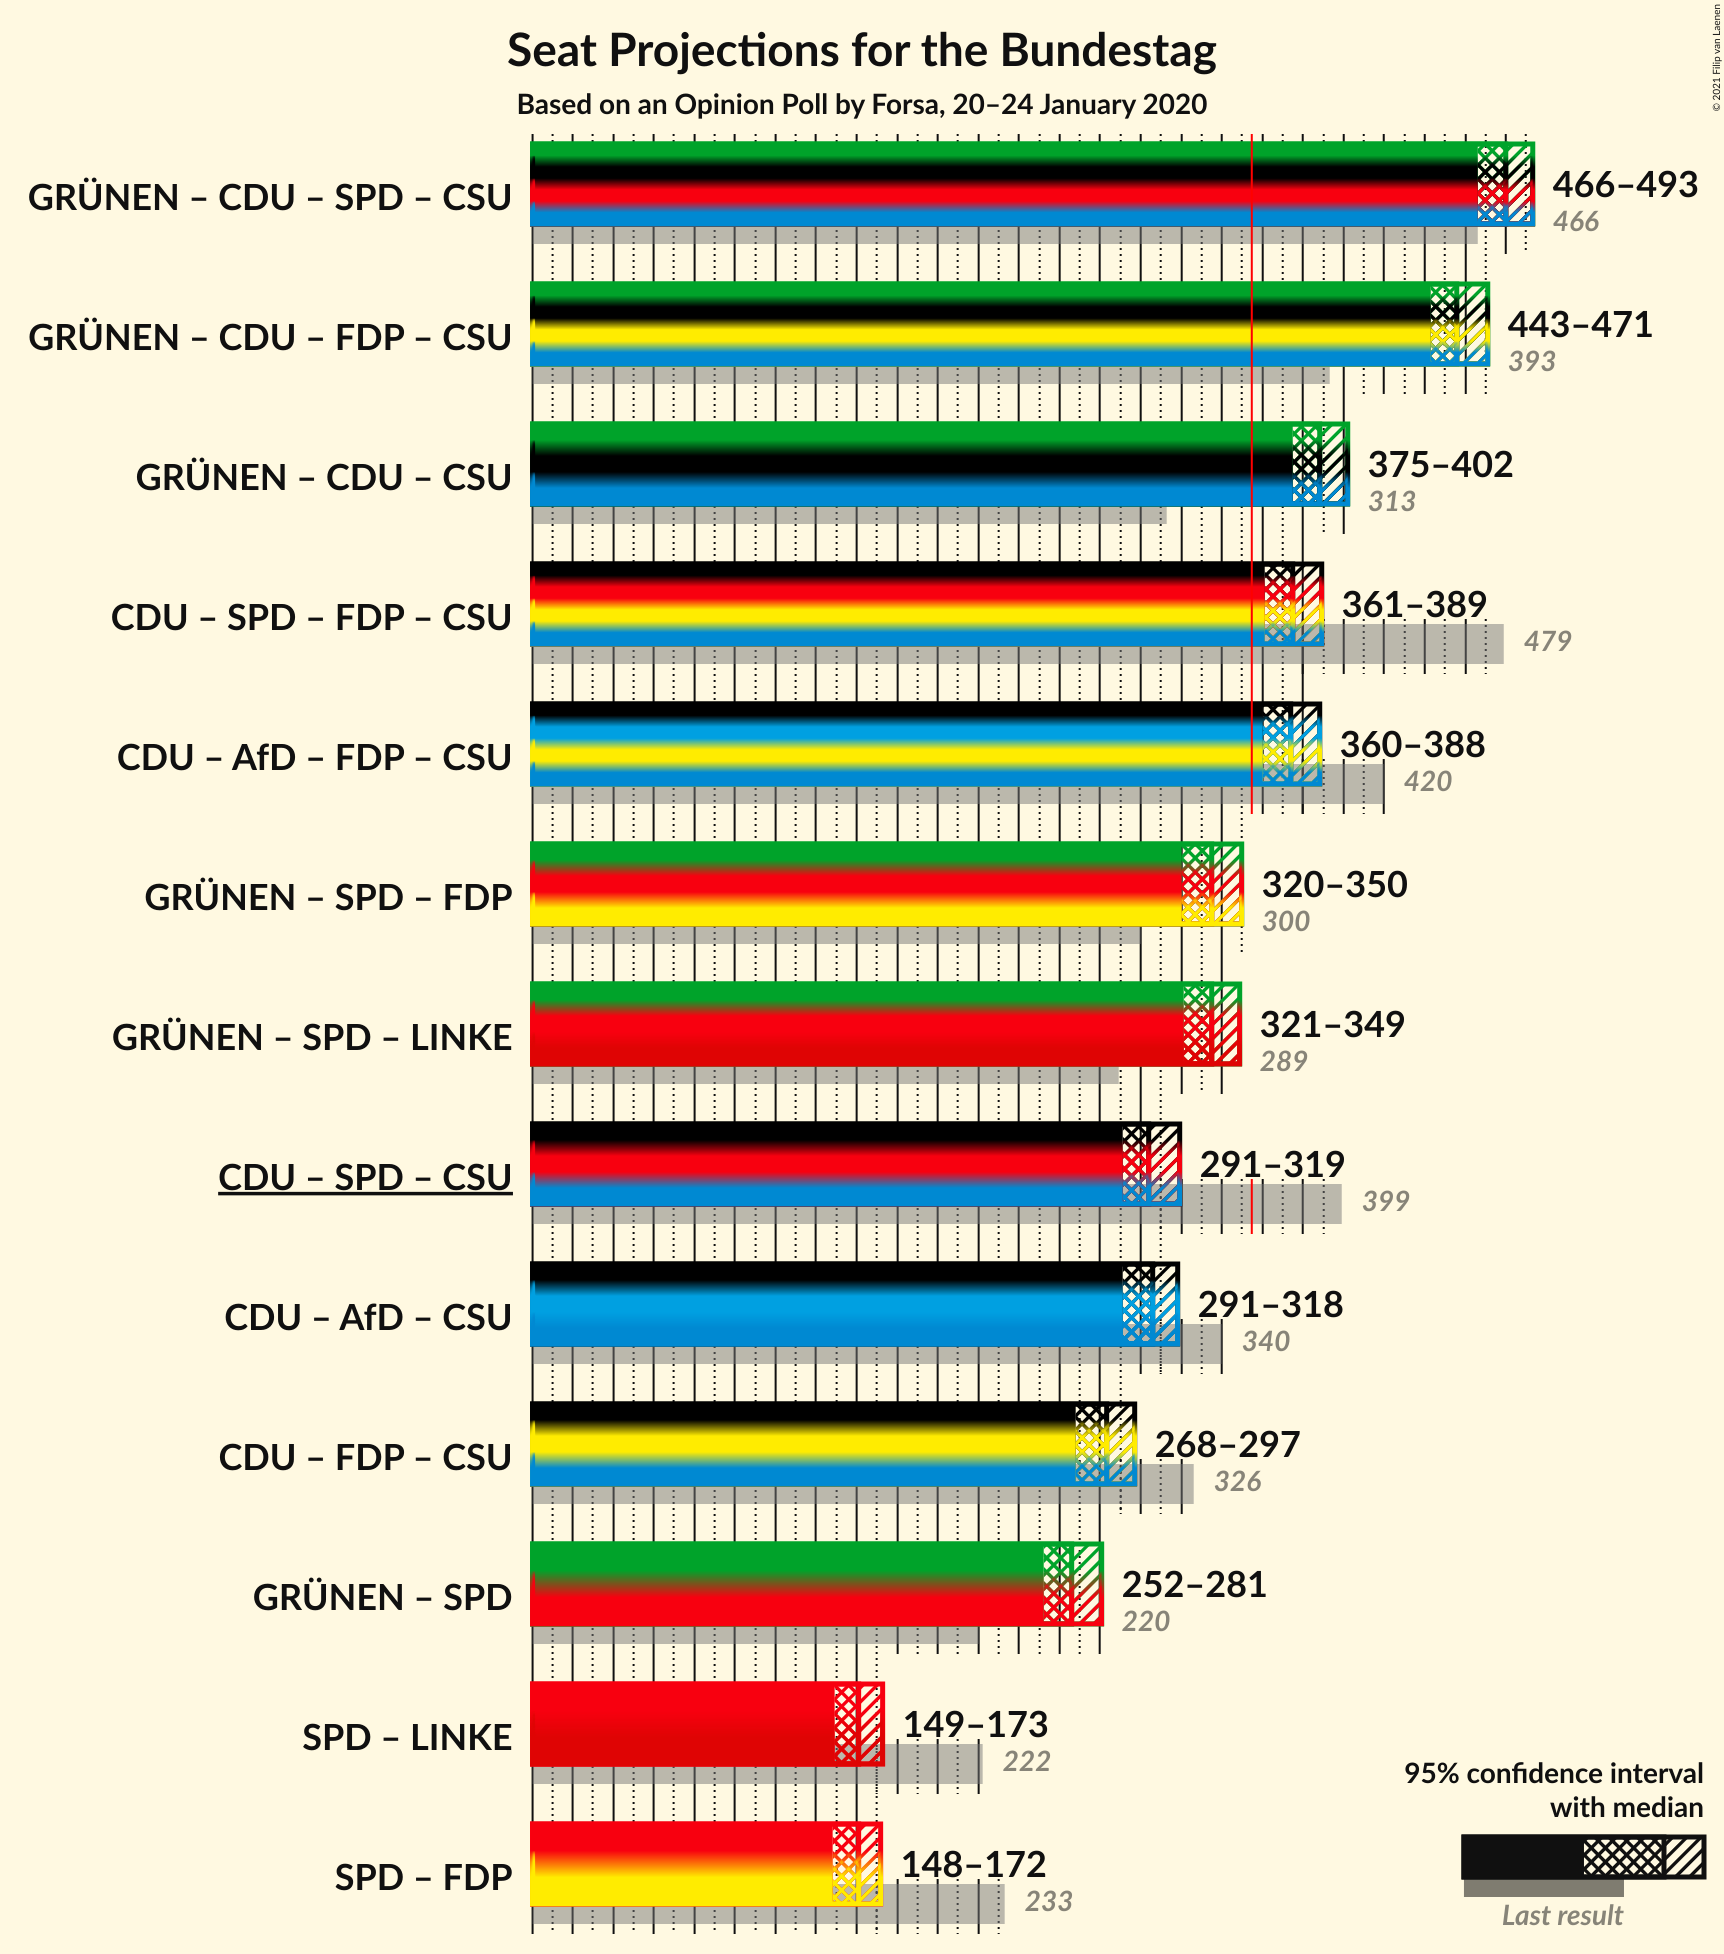 Seat Projections for the Bundestag
Based on an Opinion Poll by Forsa, 20–24 January 2020
© 2021 Filip van Laenen
GRÜNEN – CDU – SPD – CSU
466–493
466
GRÜNEN – CDU – FDP – CSU
443–471
393
GRÜNEN – CDU – CSU
375–402
313
CDU – SPD – FDP – CSU
361–389
479
CDU – AfD – FDP – CSU
360–388
420
GRÜNEN – SPD – FDP
320–350
300
GRÜNEN – SPD – LINKE
321–349
289
CDU – SPD – CSU
291–319
399
CDU – AfD – CSU
291–318
340
CDU – FDP – CSU
268–297
326
GRÜNEN – SPD
252–281
220
SPD – LINKE
149–173
222
SPD – FDP
148–172
233
95% confidence interval
with median
Last result